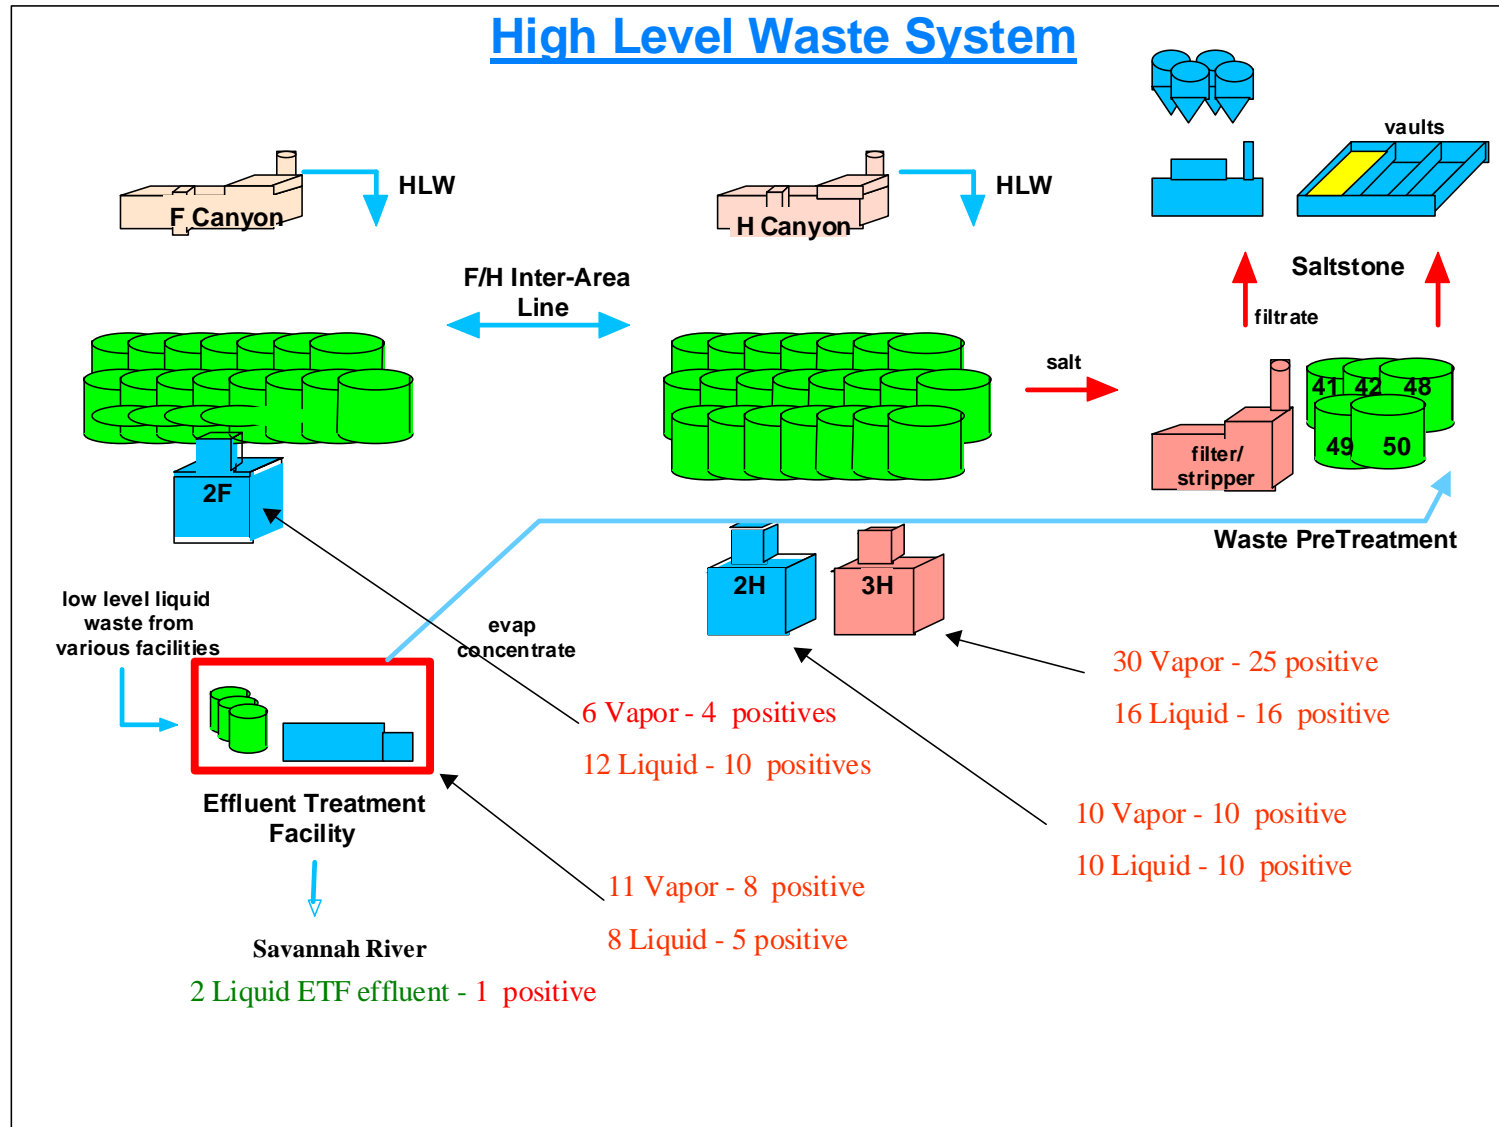 High Level Waste System
vaults
F Canyon
HLW
H Canyon
HLW
Saltstone
F/H Inter-Area
Line
filtrate
salt
41 42 48
49 50
filter/
stripper
2F
Waste PreTreatment
2H
3H
low level liquid
waste from
various facilities
evap
concentrate
30 Vapor - 25 positive
16 Liquid - 16 positive
6 Vapor - 4 positives
12 Liquid - 10 positives
Effluent Treatment
Facility
10 Vapor - 10 positive
10 Liquid - 10 positive
11 Vapor - 8 positive
8 Liquid - 5 positive
Savannah River
2 Liquid ETF effluent - 1 positive